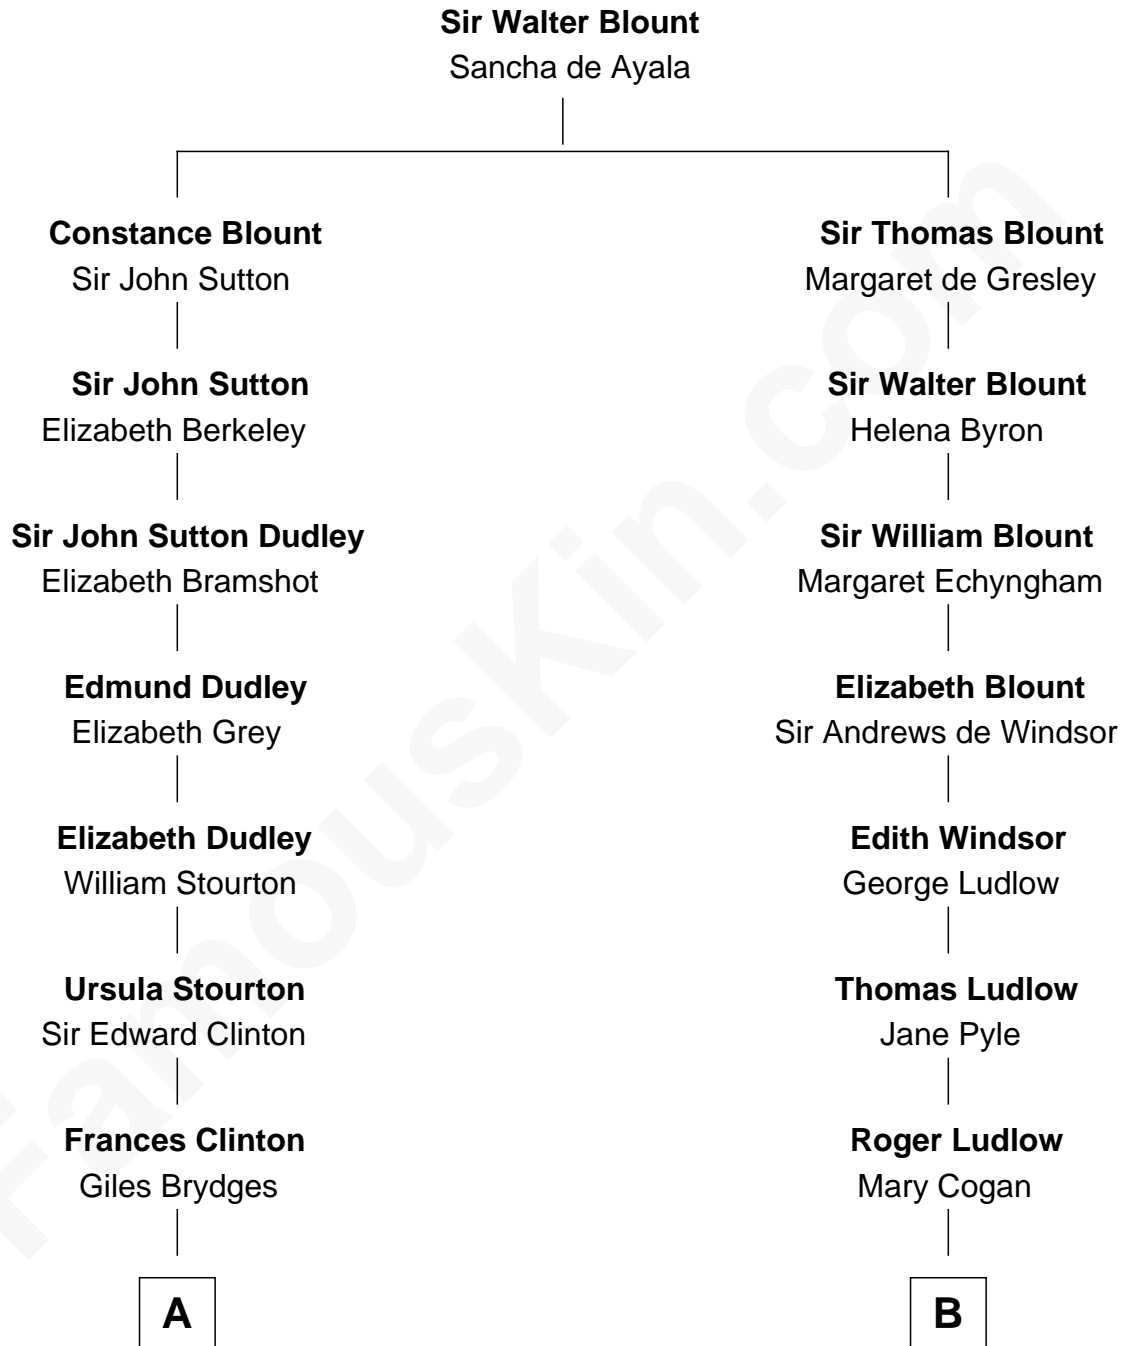 Sir Walter Blount
Sancha de Ayala
Constance Blount
Sir John Sutton
Sir Thomas Blount
Margaret de Gresley
Sir John Sutton
Elizabeth Berkeley
Sir Walter Blount
Helena Byron
Sir John Sutton Dudley
Elizabeth Bramshot
Sir William Blount
Margaret Echyngham
Edmund Dudley
Elizabeth Grey
Elizabeth Blount
Sir Andrews de Windsor
Elizabeth Dudley
William Stourton
Edith Windsor
George Ludlow
Ursula Stourton
Sir Edward Clinton
Thomas Ludlow
Jane Pyle
Frances Clinton
Giles Brydges
Roger Ludlow
Mary Cogan
A
B
FamousKin.com